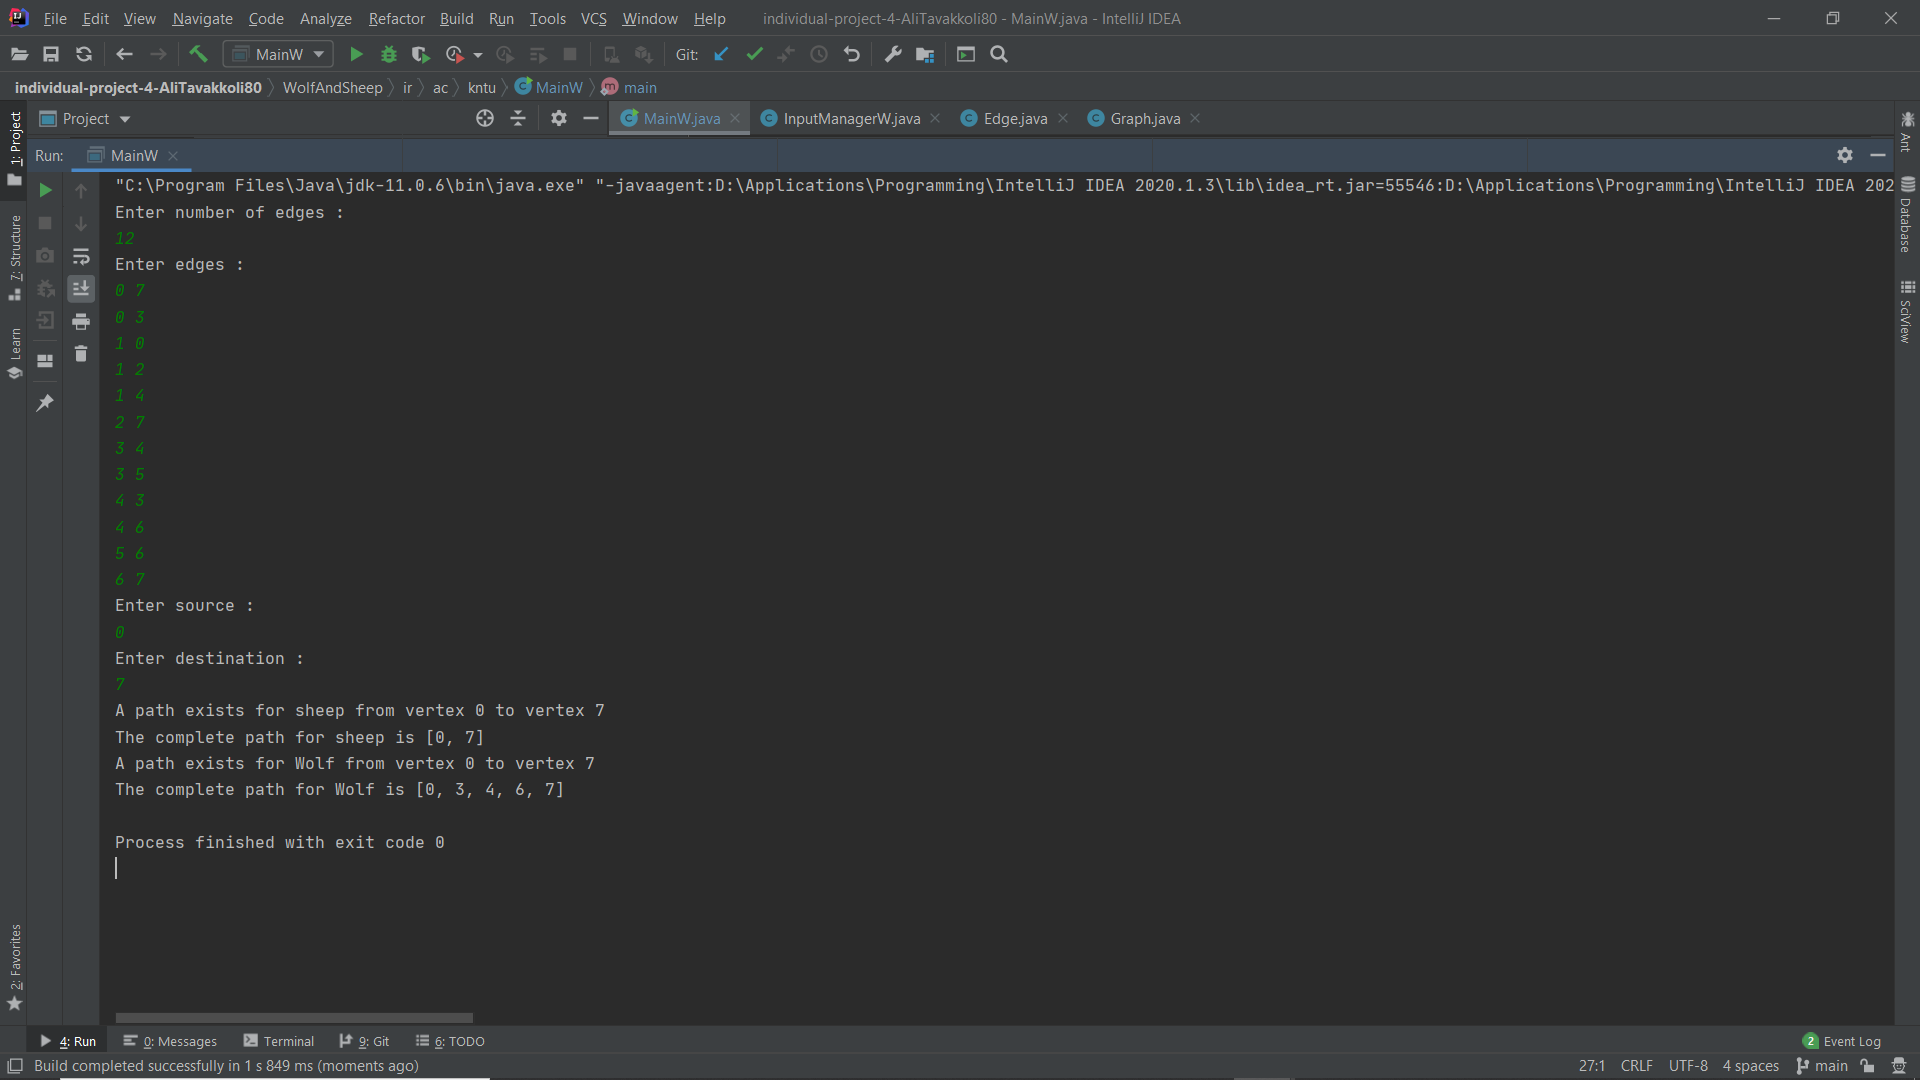 File Edit View Navigate Code Analyze Refactor Build Run Tools VCS Window Help individual-project-4-AliTavakkoli80 - MainW.java - IntelliJ IDEA
MainW Git:
individual-project-4-AliTavakkoli80 WolfAndSheep ir ac kntu MainW main
Project MainW.java InputManagerW.java Edge.java Graph.java
Run: MainW
"C:\Program Files\Java\jdk-11.0.6\bin\java.exe" "-javaagent:D:\Applications\Programming\IntelliJ IDEA 2020.1.3\lib\idea_rt.jar=55546:D:\Applications\Programming\IntelliJ IDEA 202
Enter number of edges :
12
Enter edges :
0 7
0 3
1 0
1 2
1 4
2 7
3 4
3 5
4 3
4 6
5 6
6 7
Enter source :
0
Enter destination :
7
A path exists for sheep from vertex 0 to vertex 7
The complete path for sheep is [0, 7]
A path exists for Wolf from vertex 0 to vertex 7
The complete path for Wolf is [0, 3, 4, 6, 7]
Process finished with exit code 0
1: Project
7: Structure
Learn
2: Favorites
Ant
Database
SciView
4: Run 0: Messages Terminal 9: Git 6: TODO 2 Event Log
Build completed successfully in 1 s 849 ms (moments ago) 27:1 CRLF UTF-8 4 spaces main